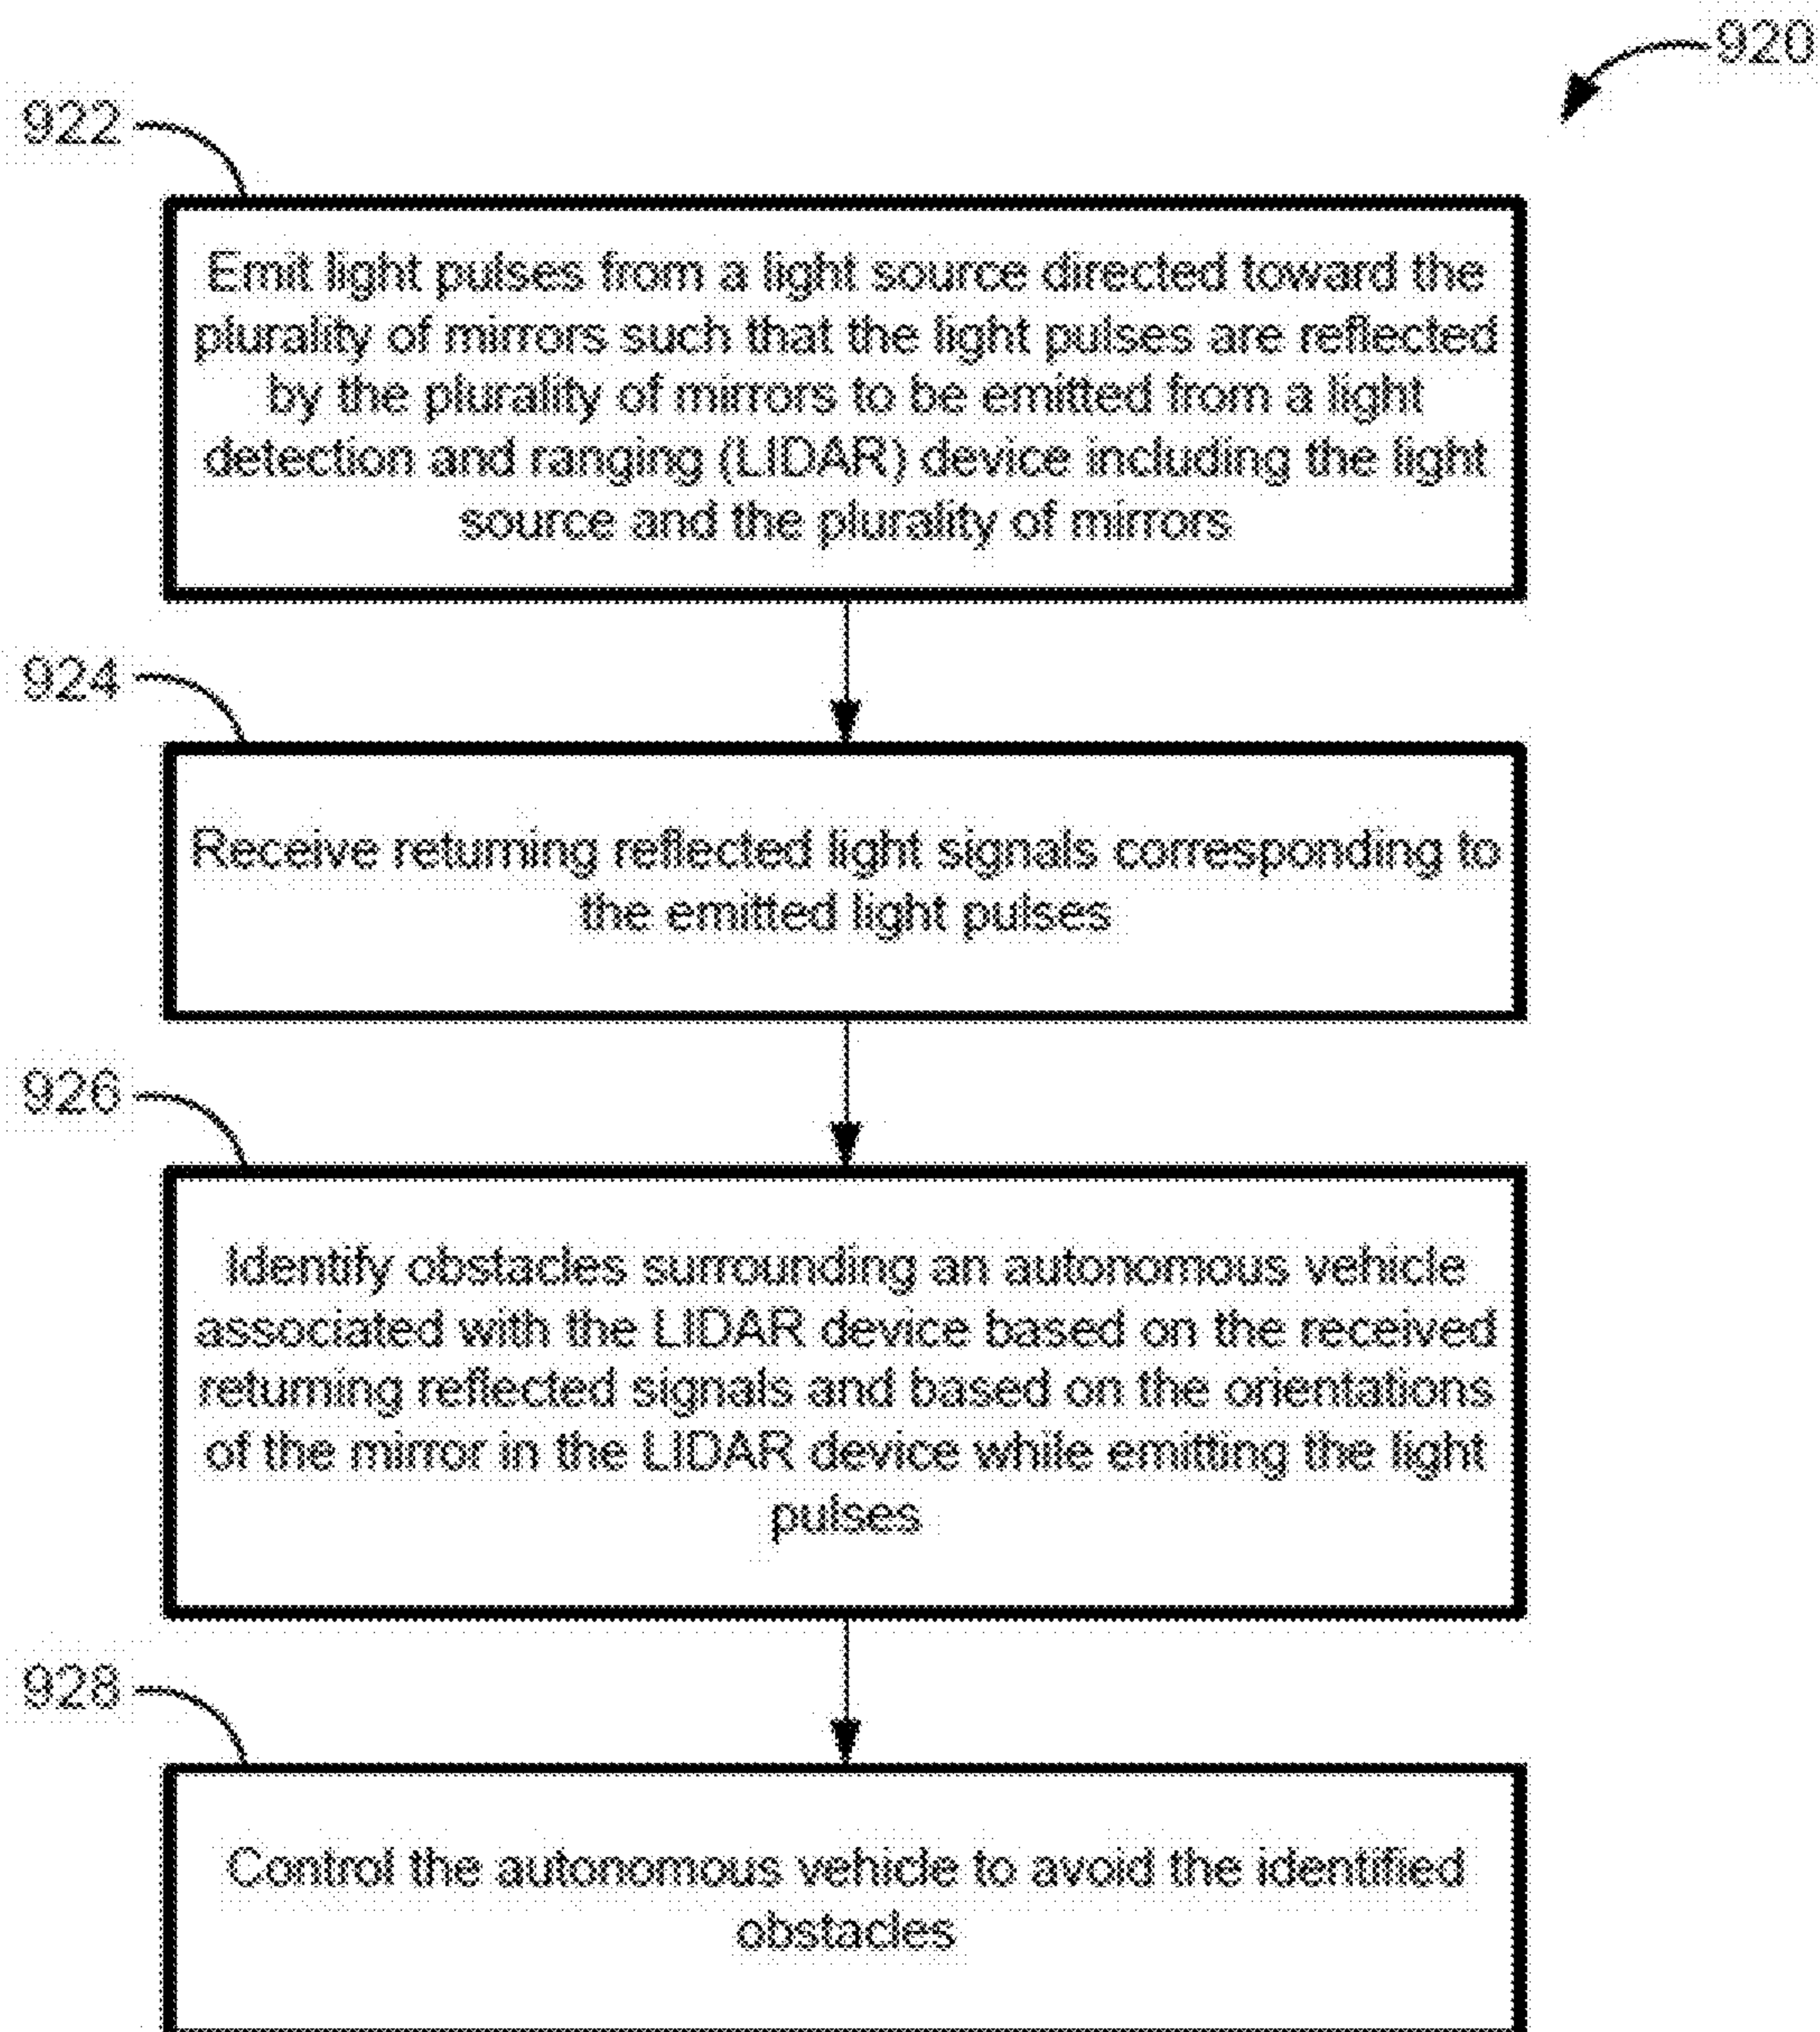 920
922
Emit light pulses from a light source directed toward the
plurality of mirrors such that the light pulses are reflected
by the plurality of mirrors to be emitted from a light
detection and ranging (LIDAR) device including the light
source and the plurality of mirrors
924
Receive returning reflected light signals corresponding to
the emitted light pulses
926
Identify obstacles surrounding an autonomous vehicle
associated with the LIDAR device based on the received
returning reflected signals and based on the orientations
of the mirror in the LIDAR device while emitting the light
pulses
928
Control the autonomous vehicle to avoid the identified
obstacles